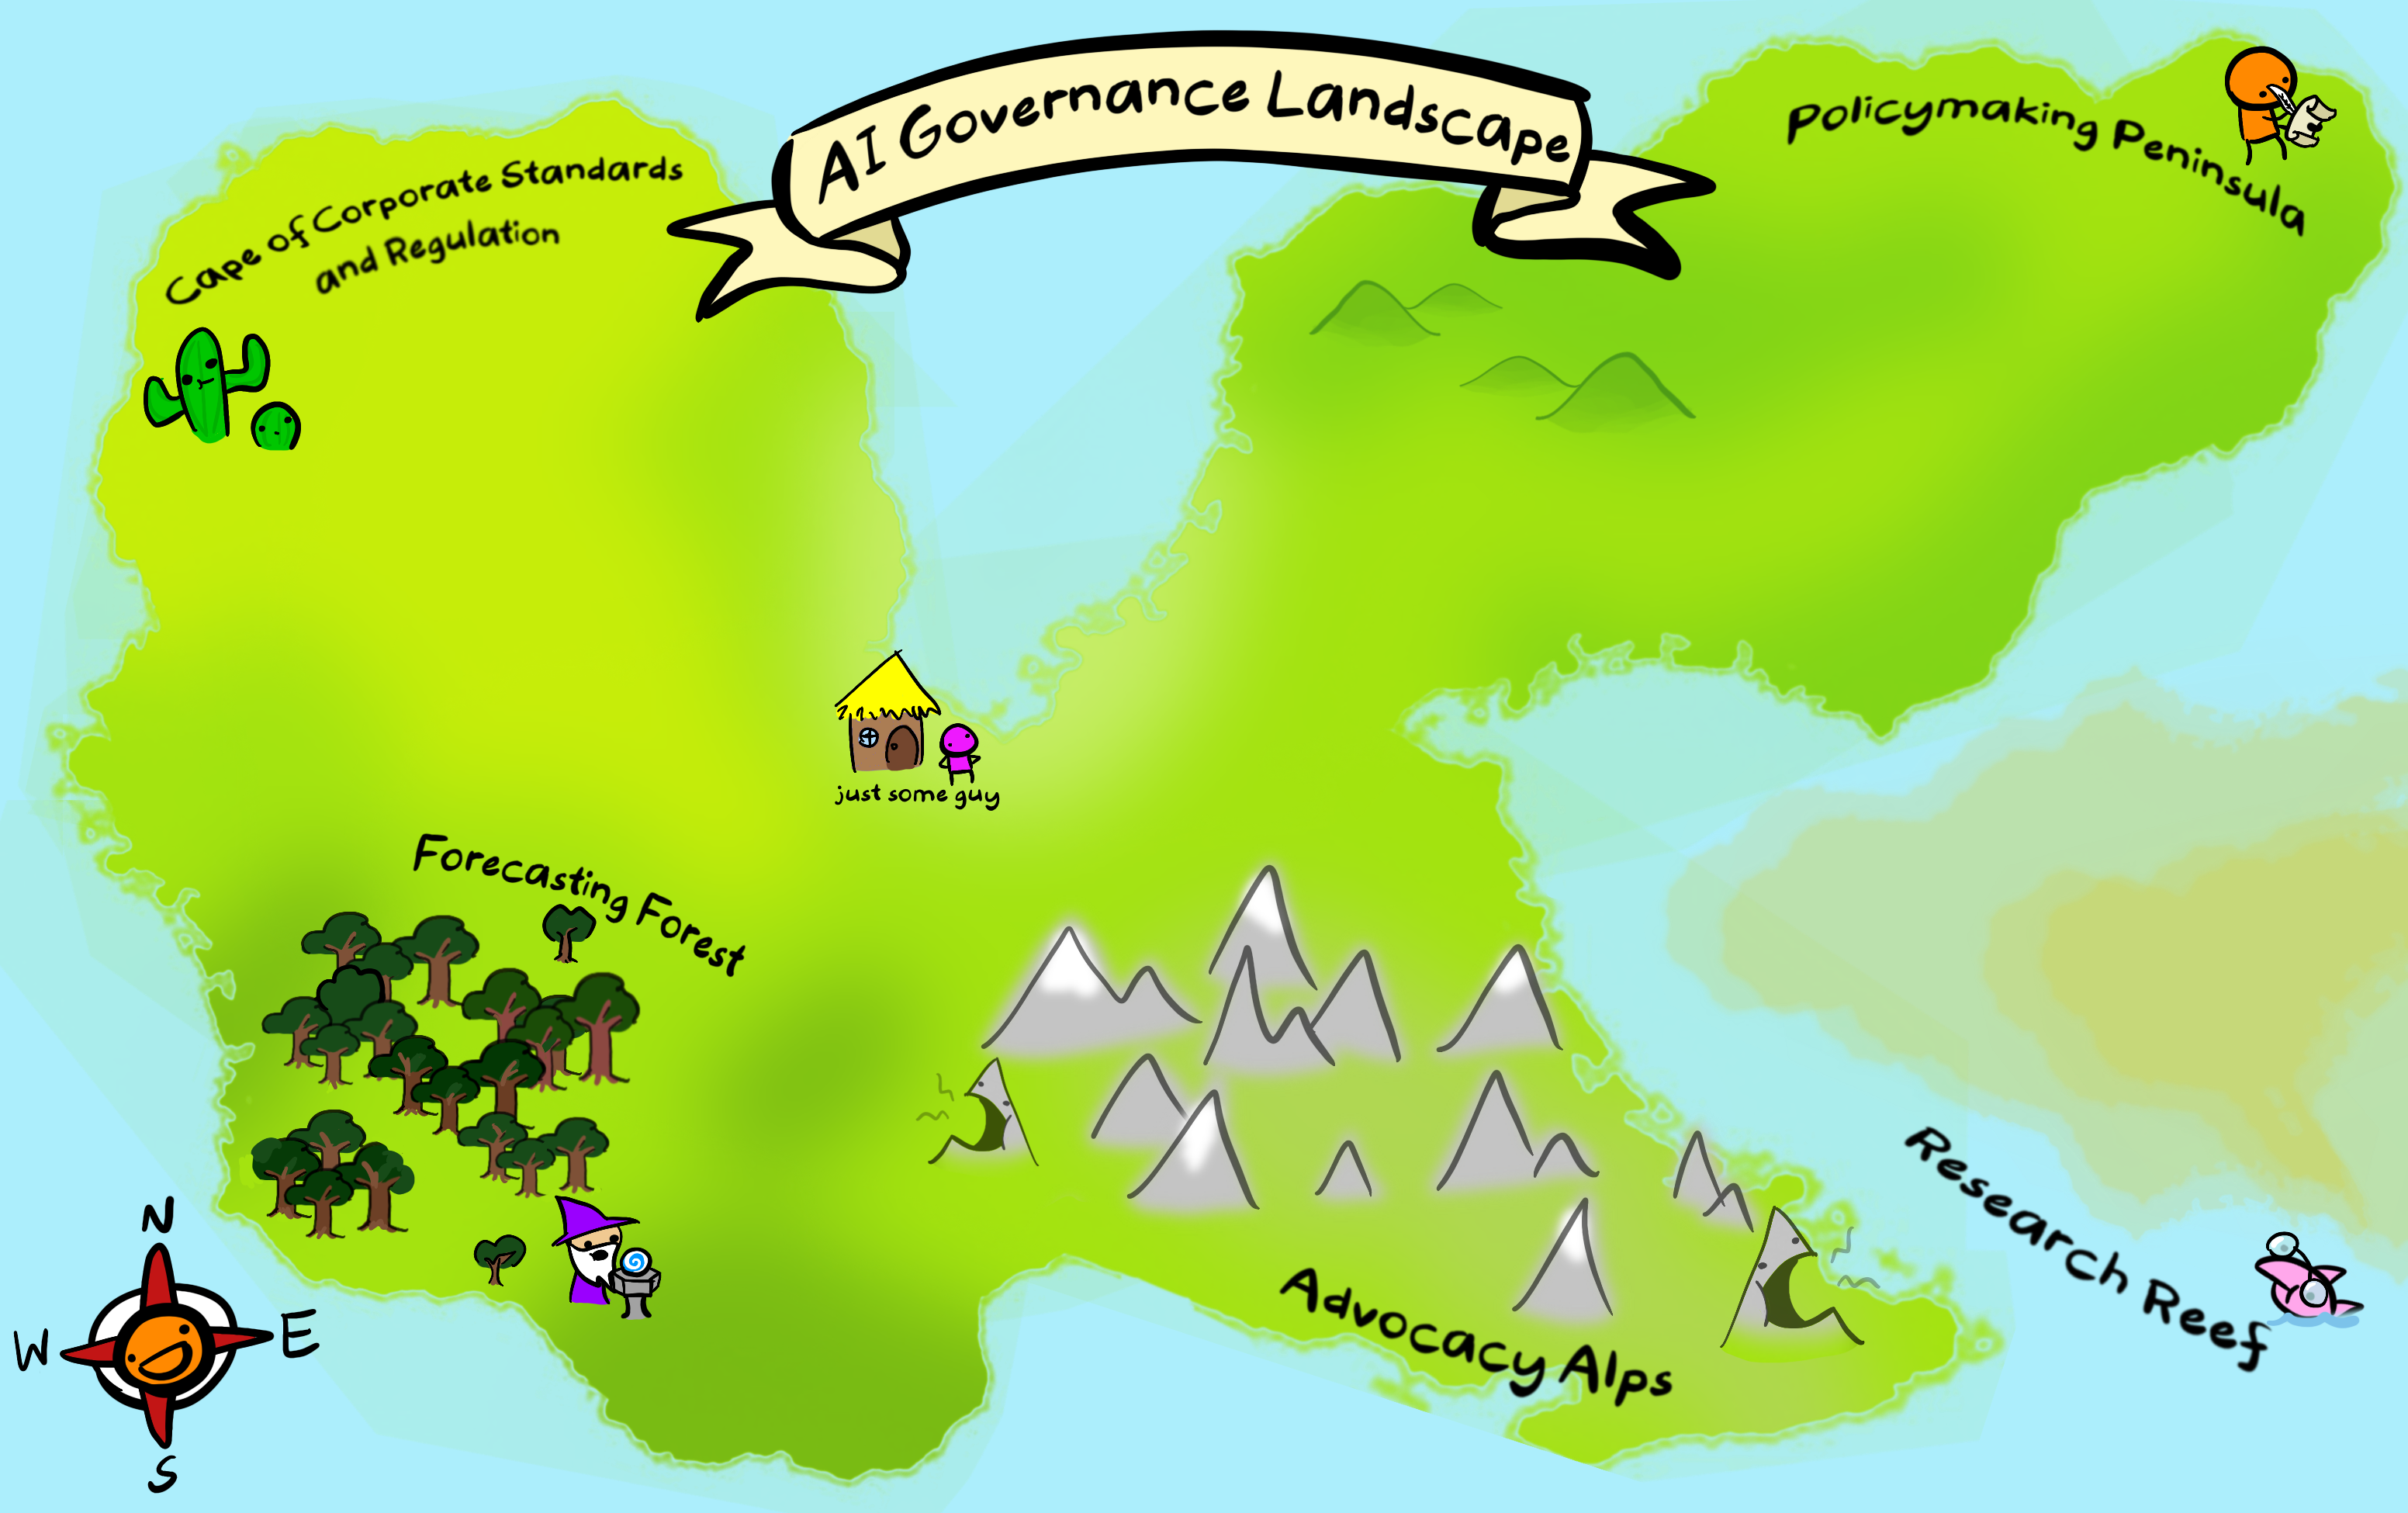 AI Governance Landscape
Policymaking Peninsula
Cape of Corporate Standards
and Regulation
just some guy
Forecasting Forest
Research Reef
Advocacy Alps
N
W
E
S